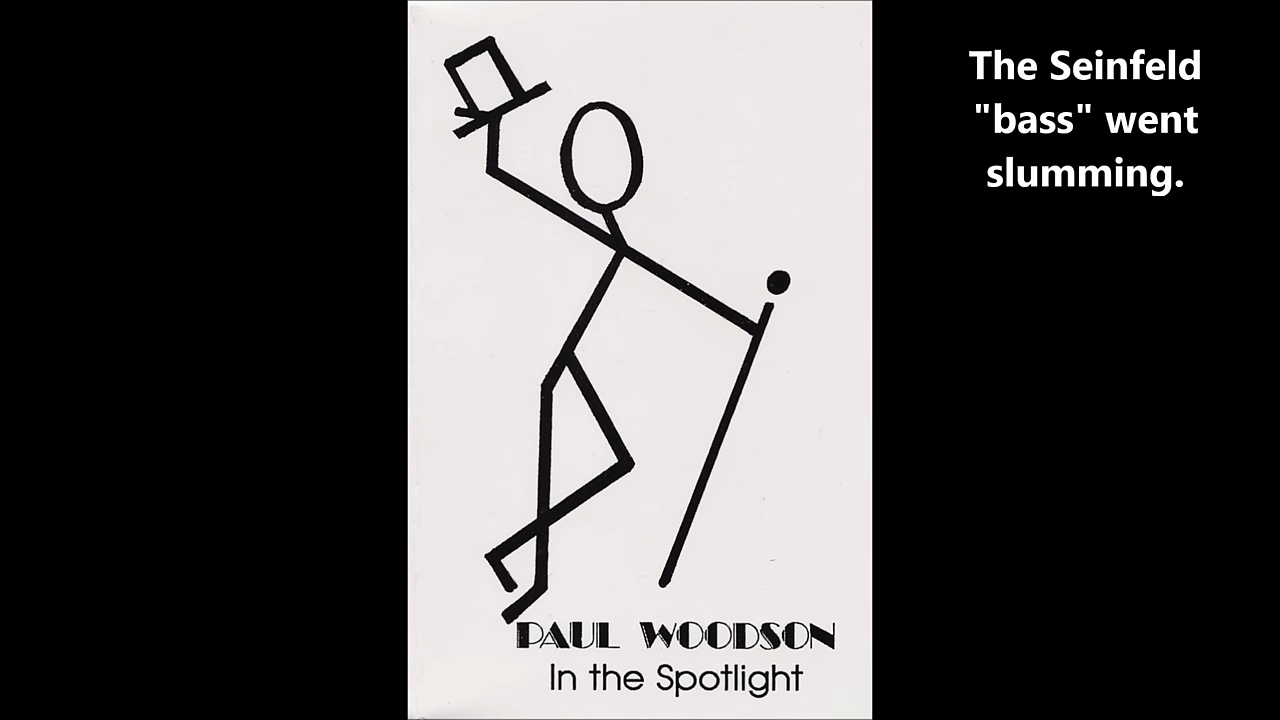 The Seinfeld
"bass" went
slumming.
PAUL WOODSON
In the Spotlight